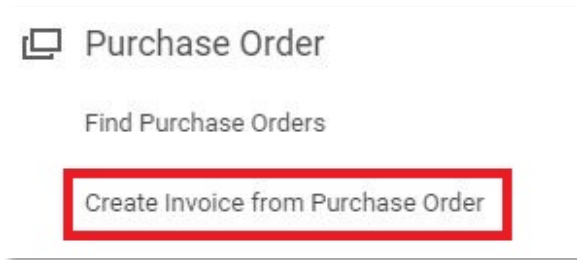 Purchase Order
Find Purchase Orders
Create Invoice from Purchase Order